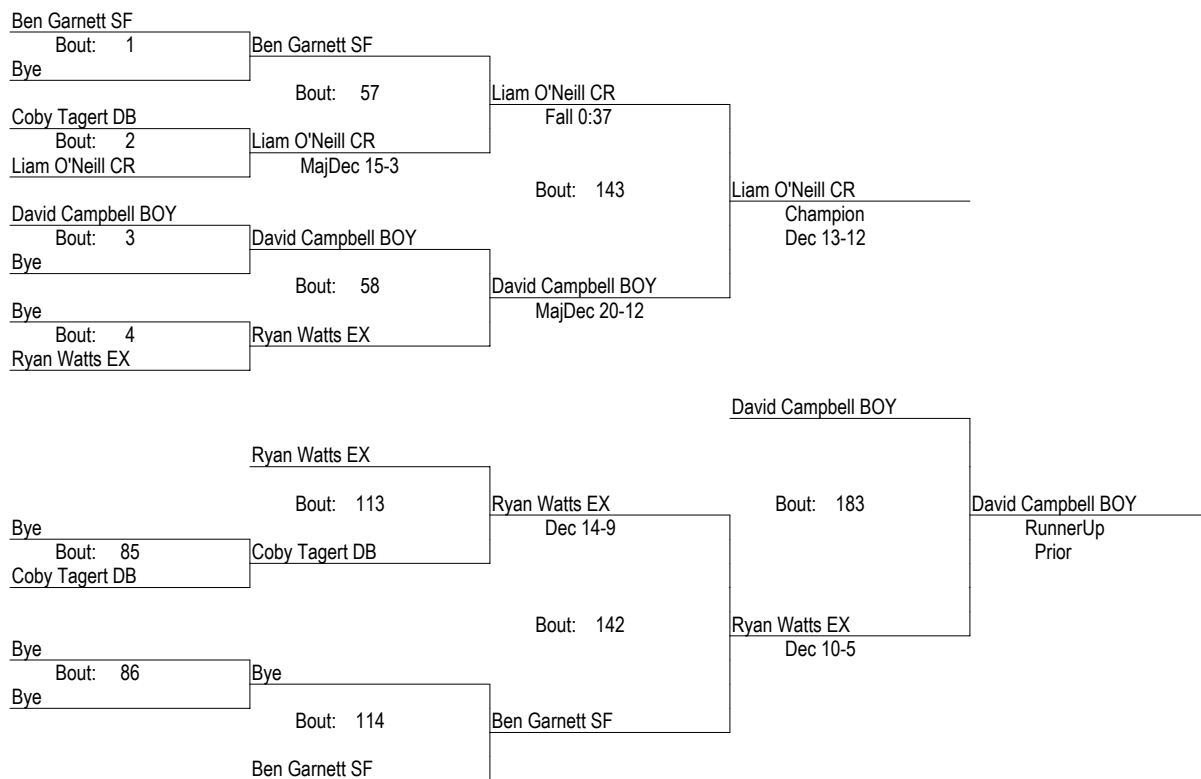 Ben Garnett SF
Bout: 1
Ben Garnett SF
Bye
Bout: 57
Liam O'Neill CR
Coby Tagert DB
Fall 0:37
Bout: 2
Liam O'Neill CR
Liam O'Neill CR
MajDec 15-3
Bout: 143
Liam O'Neill CR
David Campbell BOY
Champion
Bout: 3
David Campbell BOY
Dec 13-12
Bye
Bout: 58
David Campbell BOY
Bye
MajDec 20-12
Bout: 4
Ryan Watts EX
Ryan Watts EX
David Campbell BOY
Ryan Watts EX
Bout: 113
Ryan Watts EX
Bout: 183
David Campbell BOY
Bye
Dec 14-9
RunnerUp
Bout: 85
Coby Tagert DB
Prior
Coby Tagert DB
Bout: 142
Ryan Watts EX
Bye
Dec 10-5
Bout: 86
Bye
Bye
Bout: 114
Ben Garnett SF
Ben Garnett SF